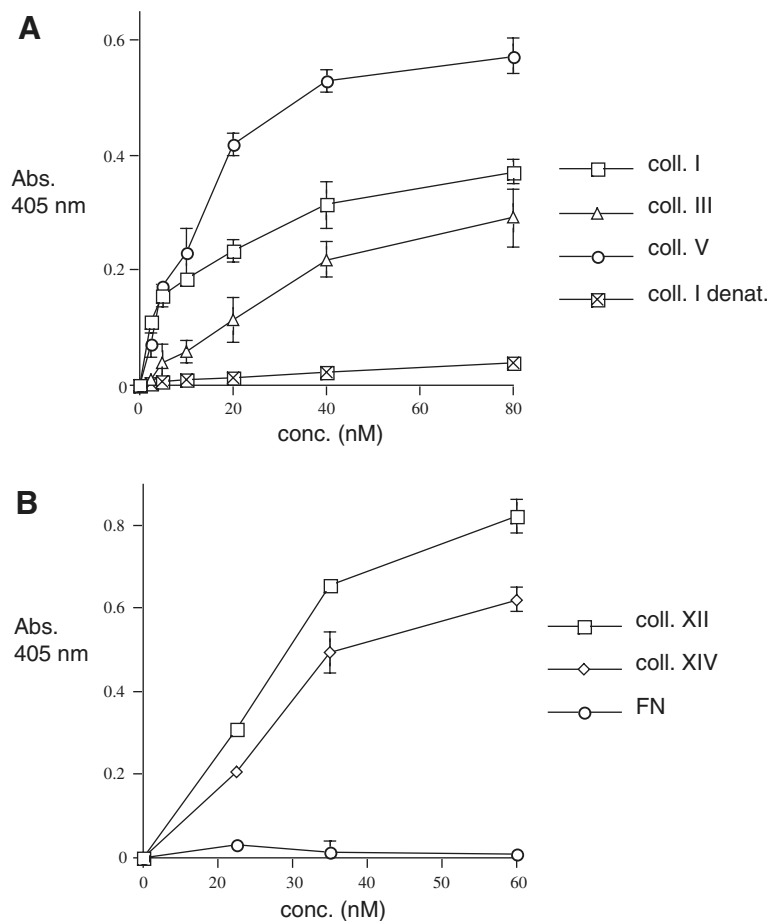 A
0.6
0.4
0.2
0
Abs.
405 nm
0
20
40
60
80
conc. (nM)
coll. I
coll. III
coll. V
coll. I denat.
B
0.8
0.6
0.4
0.2
0
Abs.
405 nm
0
20
30
40
50
60
conc. (nM)
coll. XII
coll. XIV
FN